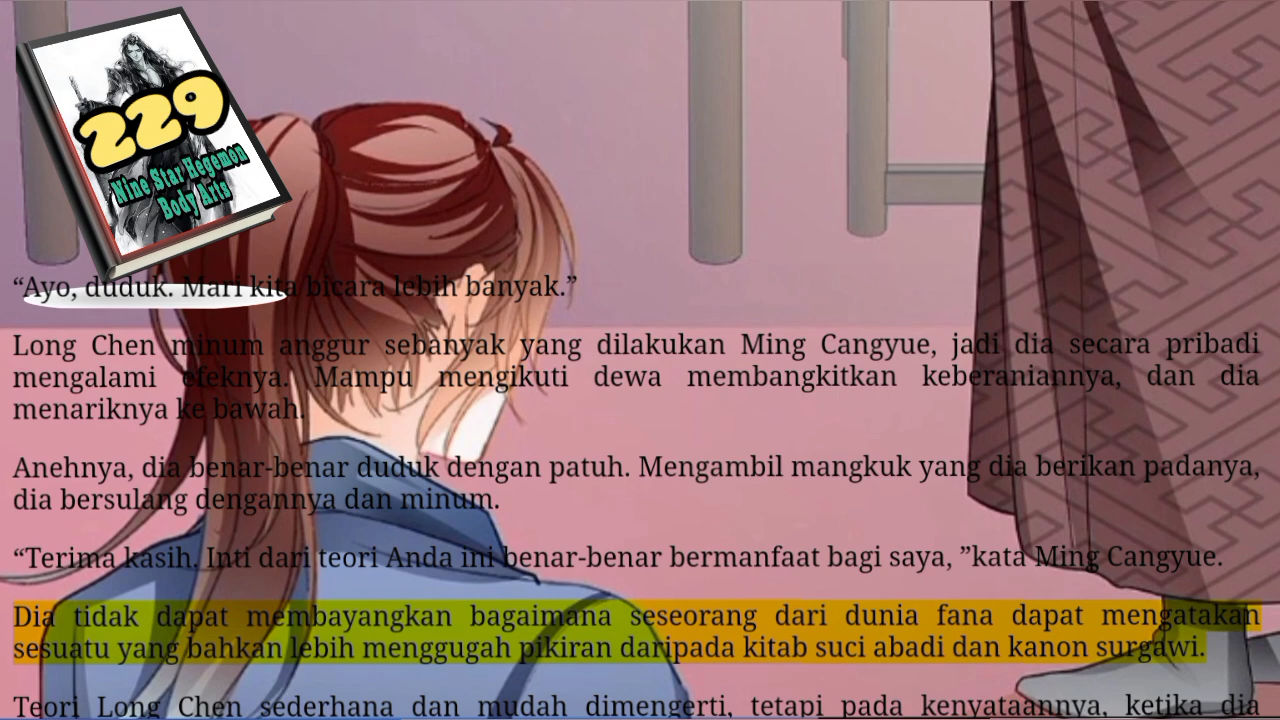 229
Nine Star Hegemon
Body Arts
“Ayo, duduk. Mari kita bicara lebih banyak.”
Long Chen minum anggur sebanyak yang dilakukan Ming Cangyue, jadi dia secara pribadi
mengalami efeknya. Mampu mengikuti dewa membangkitkan keberaniannya, dan dia
menariknya ke bawah.
Anehnya, dia benar-benar duduk dengan patuh. Mengambil mangkuk yang dia berikan padanya,
dia bersulang dengannya dan minum.
“Terima kasih. Inti dari teori Anda ini benar-benar bermanfaat bagi saya, ”kata Ming Cangyue.
Dia tidak dapat membayangkan bagaimana seseorang dari dunia fana dapat mengatakan
sesuatu yang bahkan lebih menggugah pikiran daripada kitab suci abadi dan kanon surgawi.
Teori Long Chen sederhana dan mudah dimengerti, tetapi pada kenyataannya, ketika dia